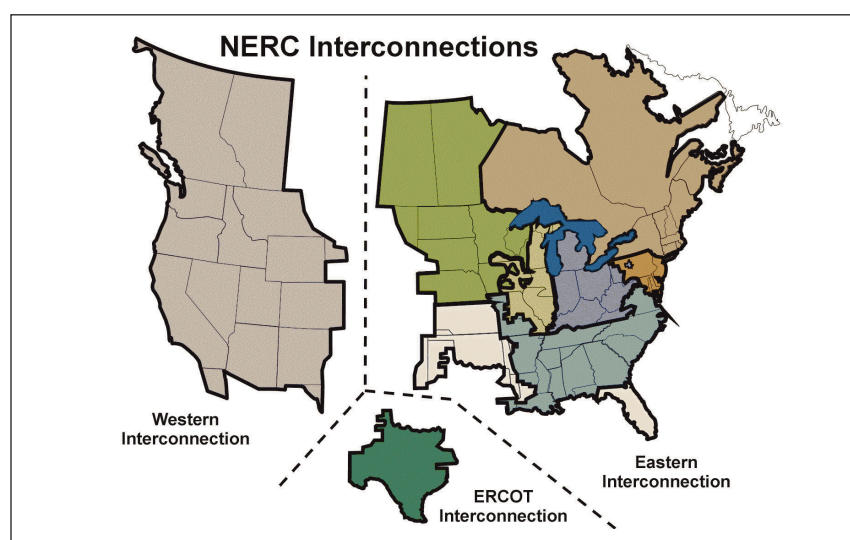 NERC Interconnections
Western
Interconnection
Eastern
Interconnection
ERCOT
Interconnection